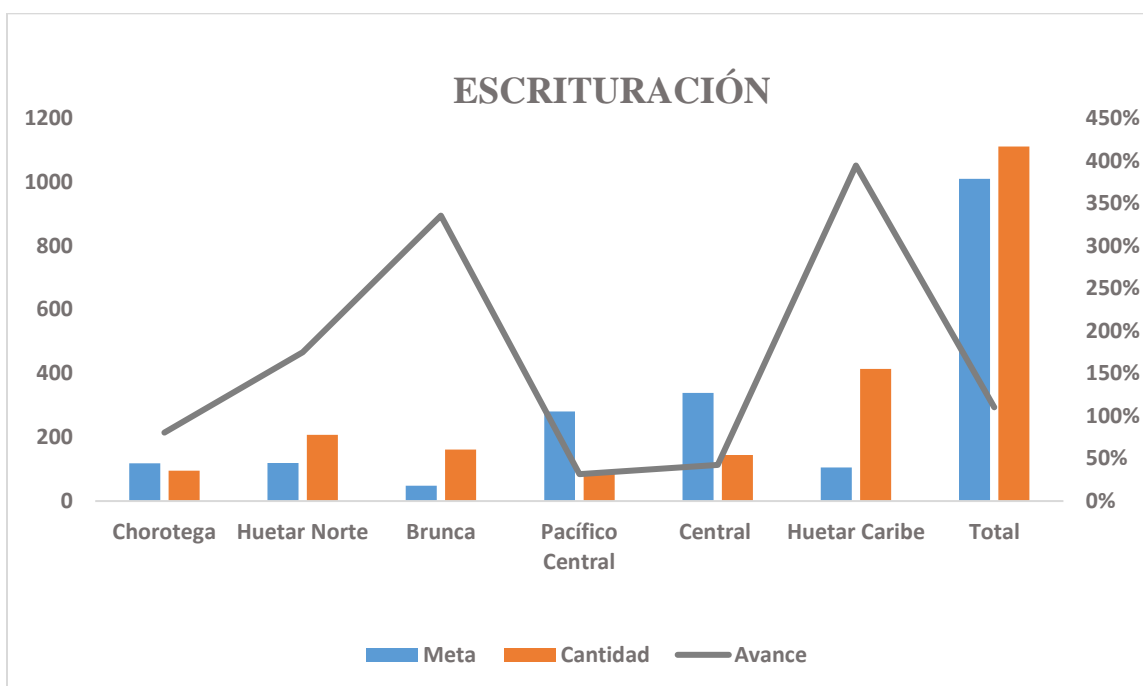 ESCRITURACIÓN
1200
1000
800
600
400
200
0
450%
400%
350%
300%
250%
200%
150%
100%
50%
0%
Chorotega
Huetar Norte
Brunca
Pacífico
Central
Central
Huetar Caribe
Total
Meta
Cantidad
Avance